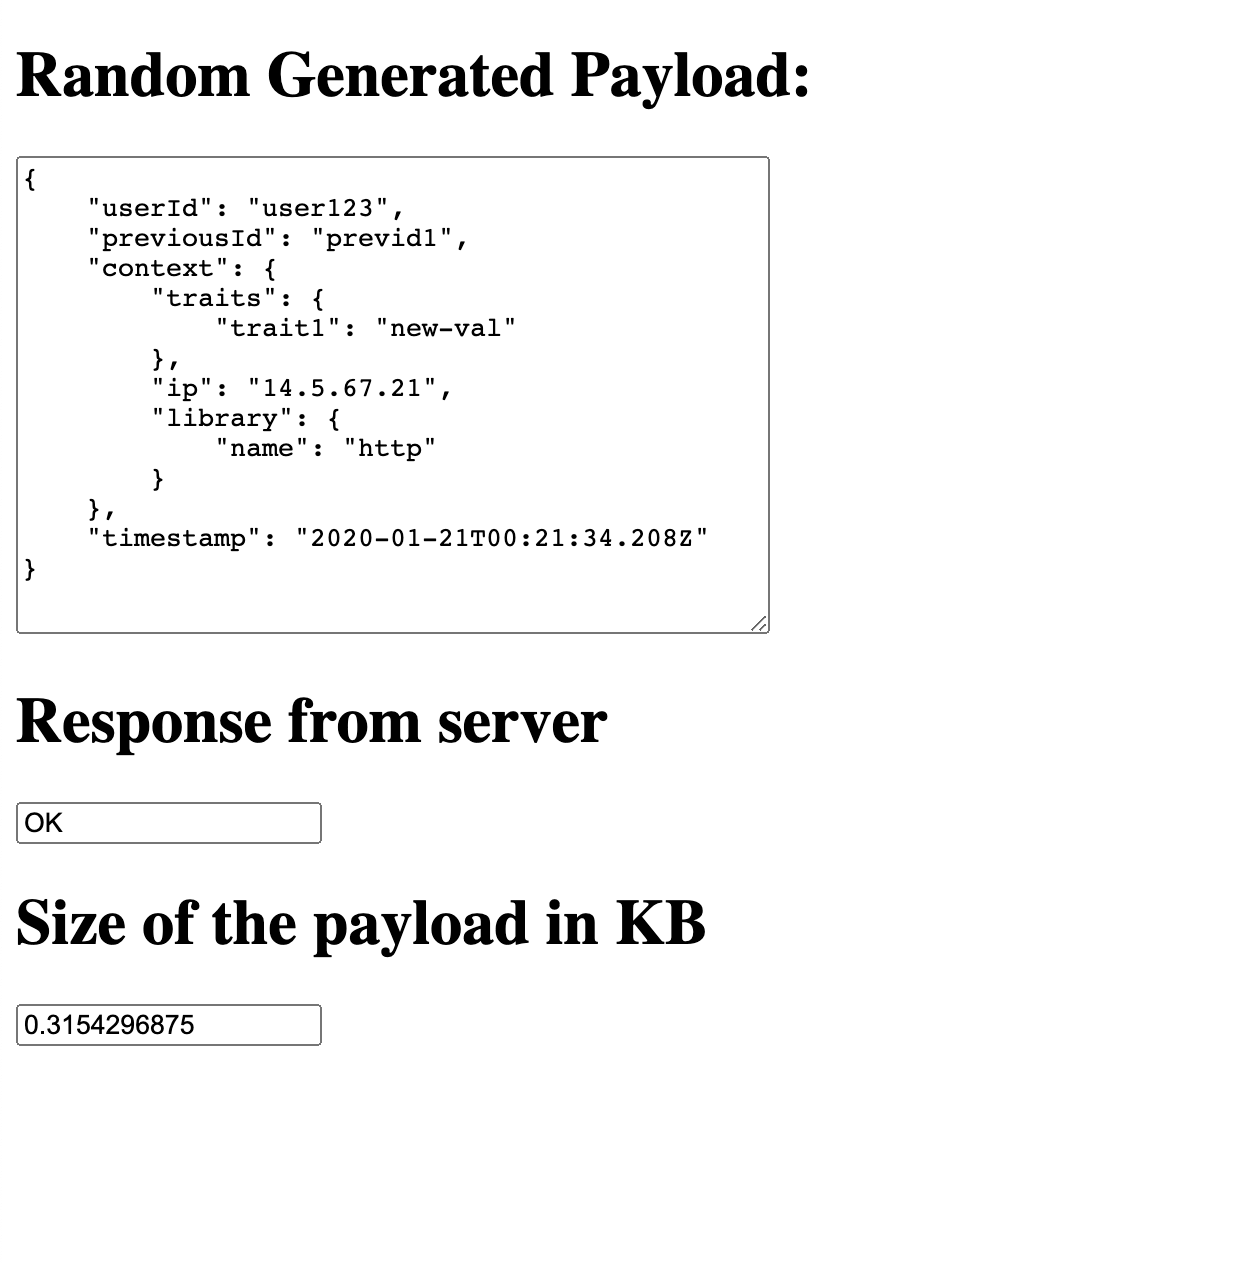 Random Generated Payload:
{
    "userId": "user123",
    "previousId": "previd1",
    "context": {
        "traits": {
            "trait1": "new-val"
        },
        "ip": "14.5.67.21",
        "library": {
            "name": "http"
        }
    },
    "timestamp": "2020-01-21T00:21:34.208Z"
}
Response from server
OK
Size of the payload in KB
0.3154296875